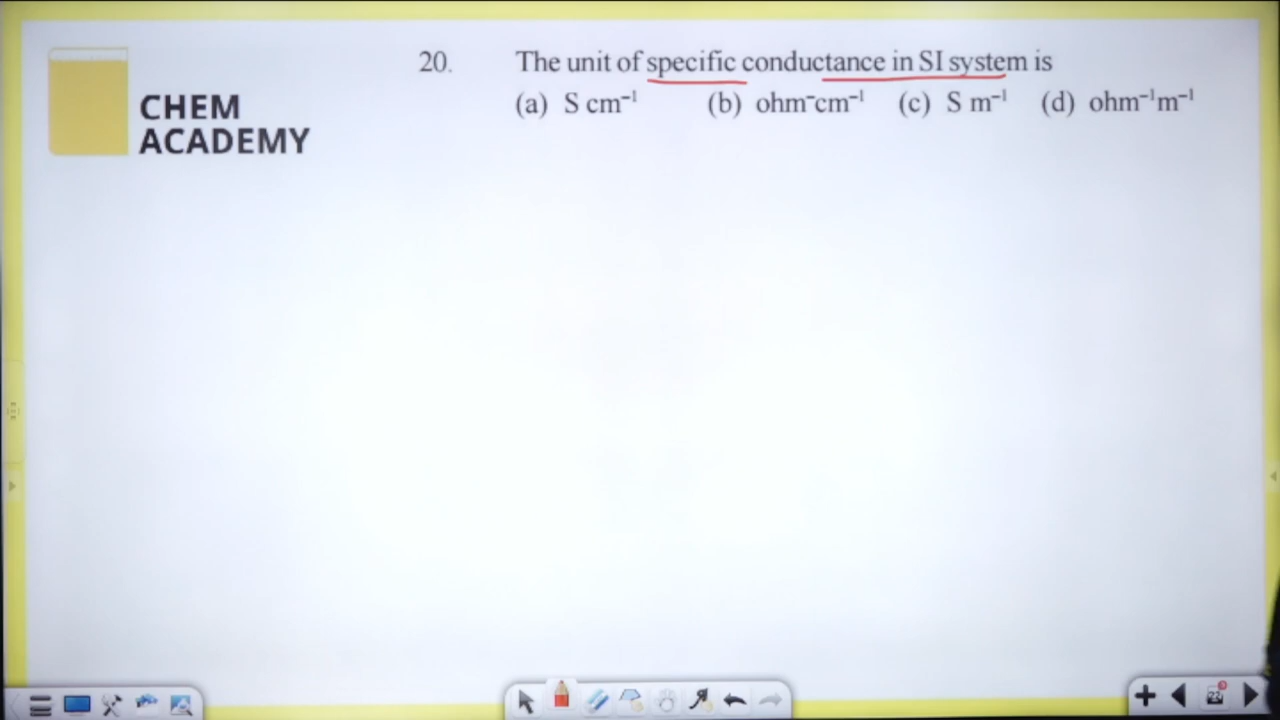 CHEM
ACADEMY
20. The unit of specific conductance in SI system is
(a) S cm⁻¹ (b) ohm⁻cm⁻¹ (c) S m⁻¹ (d) ohm⁻¹m⁻¹